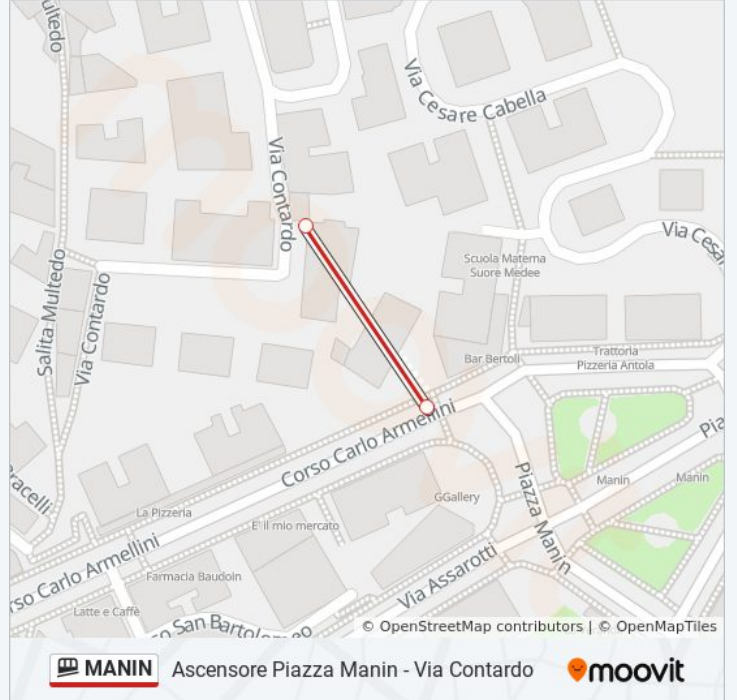 ultedo
Via Cesare Cabella
Via Contardo
Via Cesa
Scuola Materna
Suore Medee
Salita Multedo
Via Contardo
Bar Bertoli
Trattoria
Pizzeria Antola
Corso Carlo Armellini
Pia
Piazza Manin
Manin
Manin
GGallery
racelli
La Pizzeria
E' il mio mercato
rso Carlo Armellini
Via Assarotti
Farmacia Baudoin
Latte e Caffè
o San Bartolomeo
© OpenStreetMap contributors | © OpenMapTiles
MANIN Ascensore Piazza Manin - Via Contardo moovit